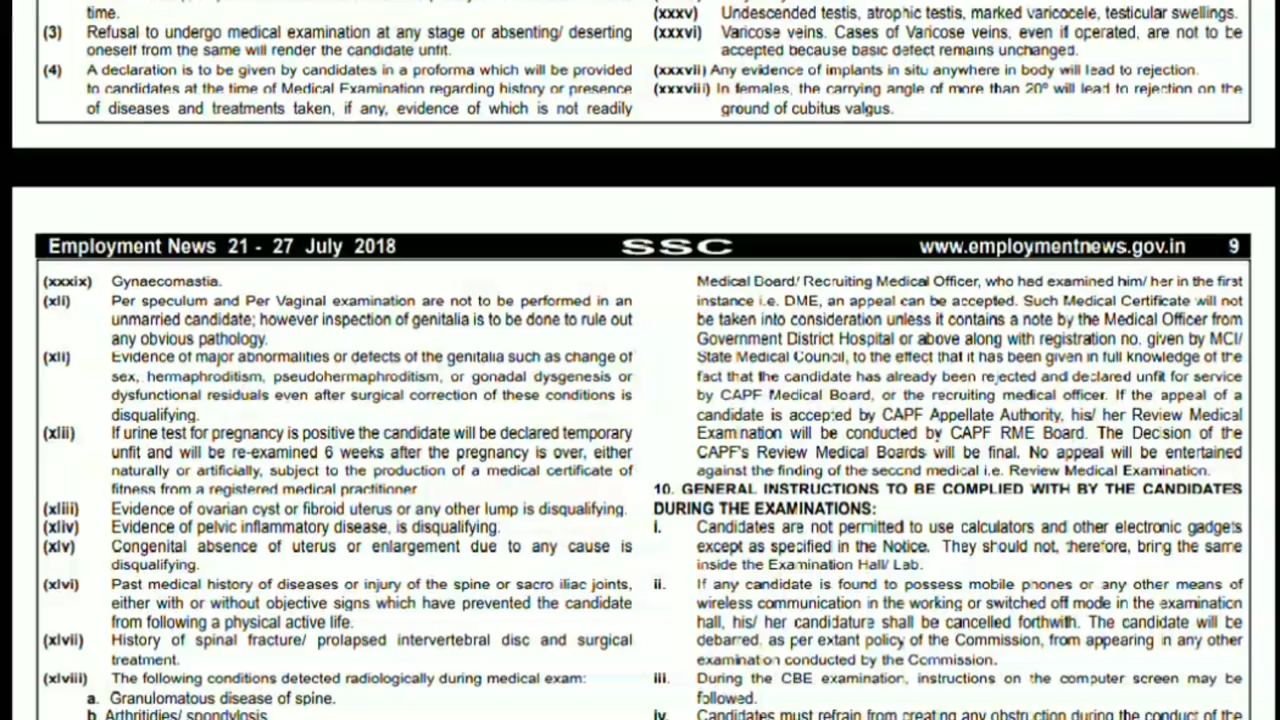 time.
(3) Refusal to undergo medical examination at any stage or absenting/ deserting
oneself from the same will render the candidate unfit.
(4) A declaration is to be given by candidates in a proforma which will be provided
to candidates at the time of Medical Examination regarding history or presence
of diseases and treatments taken, if any, evidence of which is not readily
(xxxv) Undescended testis, atrophic testis, marked varicocele, testicular swellings.
(xxxvi) Varicose veins. Cases of Varicose veins, even if operated, are not to be
accepted because basic defect remains unchanged.
(xxxvii) Any evidence of implants in situ anywhere in body will lead to rejection.
(xxxviii) In females, the carrying angle of more than 20º will lead to rejection on the
ground of cubitus valgus.
Employment News 21 - 27 July 2018 SSC www.employmentnews.gov.in 9
(xxxix) Gynaecomastia.
(xli) Per speculum and Per Vaginal examination are not to be performed in an
unmarried candidate; however inspection of genitalia is to be done to rule out
any obvious pathology.
(xli) Evidence of major abnormalities or defects of the genitalia such as change of
sex, hermaphroditism, pseudohermaphroditism, or gonadal dysgenesis or
dysfunctional residuals even after surgical correction of these conditions is
disqualifying.
(xlii) If urine test for pregnancy is positive the candidate will be declared temporary
unfit and will be re-examined 6 weeks after the pregnancy is over, either
naturally or artificially, subject to the production of a medical certificate of
fitness from a registered medical practitioner
(xliii) Evidence of ovarian cyst or fibroid uterus or any other lump is disqualifying.
(xliv) Evidence of pelvic inflammatory disease, is disqualifying.
(xlv) Congenital absence of uterus or enlargement due to any cause is
disqualifying.
(xlvi) Past medical history of diseases or injury of the spine or sacro iliac joints,
either with or without objective signs which have prevented the candidate
from following a physical active life.
(xlvii) History of spinal fracture/ prolapsed intervertebral disc and surgical
treatment.
(xlviii) The following conditions detected radiologically during medical exam:
a. Granulomatous disease of spine.
b Arthritidies/ spondylosis
Medical Board/ Recruiting Medical Officer, who had examined him/ her in the first
instance i.e. DME, an appeal can be accepted. Such Medical Certificate will not
be taken into consideration unless it contains a note by the Medical Officer from
Government District Hospital or above along with registration no. given by MCI/
State Medical Council, to the effect that it has been given in full knowledge of the
fact that the candidate has already been rejected and declared unfit for service
by CAPF Medical Board, or the recruiting medical officer. If the appeal of a
candidate is accepted by CAPF Appellate Authority, his/ her Review Medical
Examination will be conducted by CAPF RME Board. The Decision of the
CAPF's Review Medical Boards will be final. No appeal will be entertained
against the finding of the second medical i.e. Review Medical Examination.
10. GENERAL INSTRUCTIONS TO BE COMPLIED WITH BY THE CANDIDATES
DURING THE EXAMINATIONS:
i. Candidates are not permitted to use calculators and other electronic gadgets
except as specified in the Notice. They should not, therefore, bring the same
inside the Examination Hall/ Lab.
ii. If any candidate is found to possess mobile phones or any other means of
wireless communication in the working or switched off mode in the examination
hall, his/ her candidature shall be cancelled forthwith. The candidate will be
debarred, as per extant policy of the Commission, from appearing in any other
examination conducted by the Commission.
iii. During the CBE examination, instructions on the computer screen may be
followed.
iv. Candidates must refrain from creating any obstruction during the conduct of the